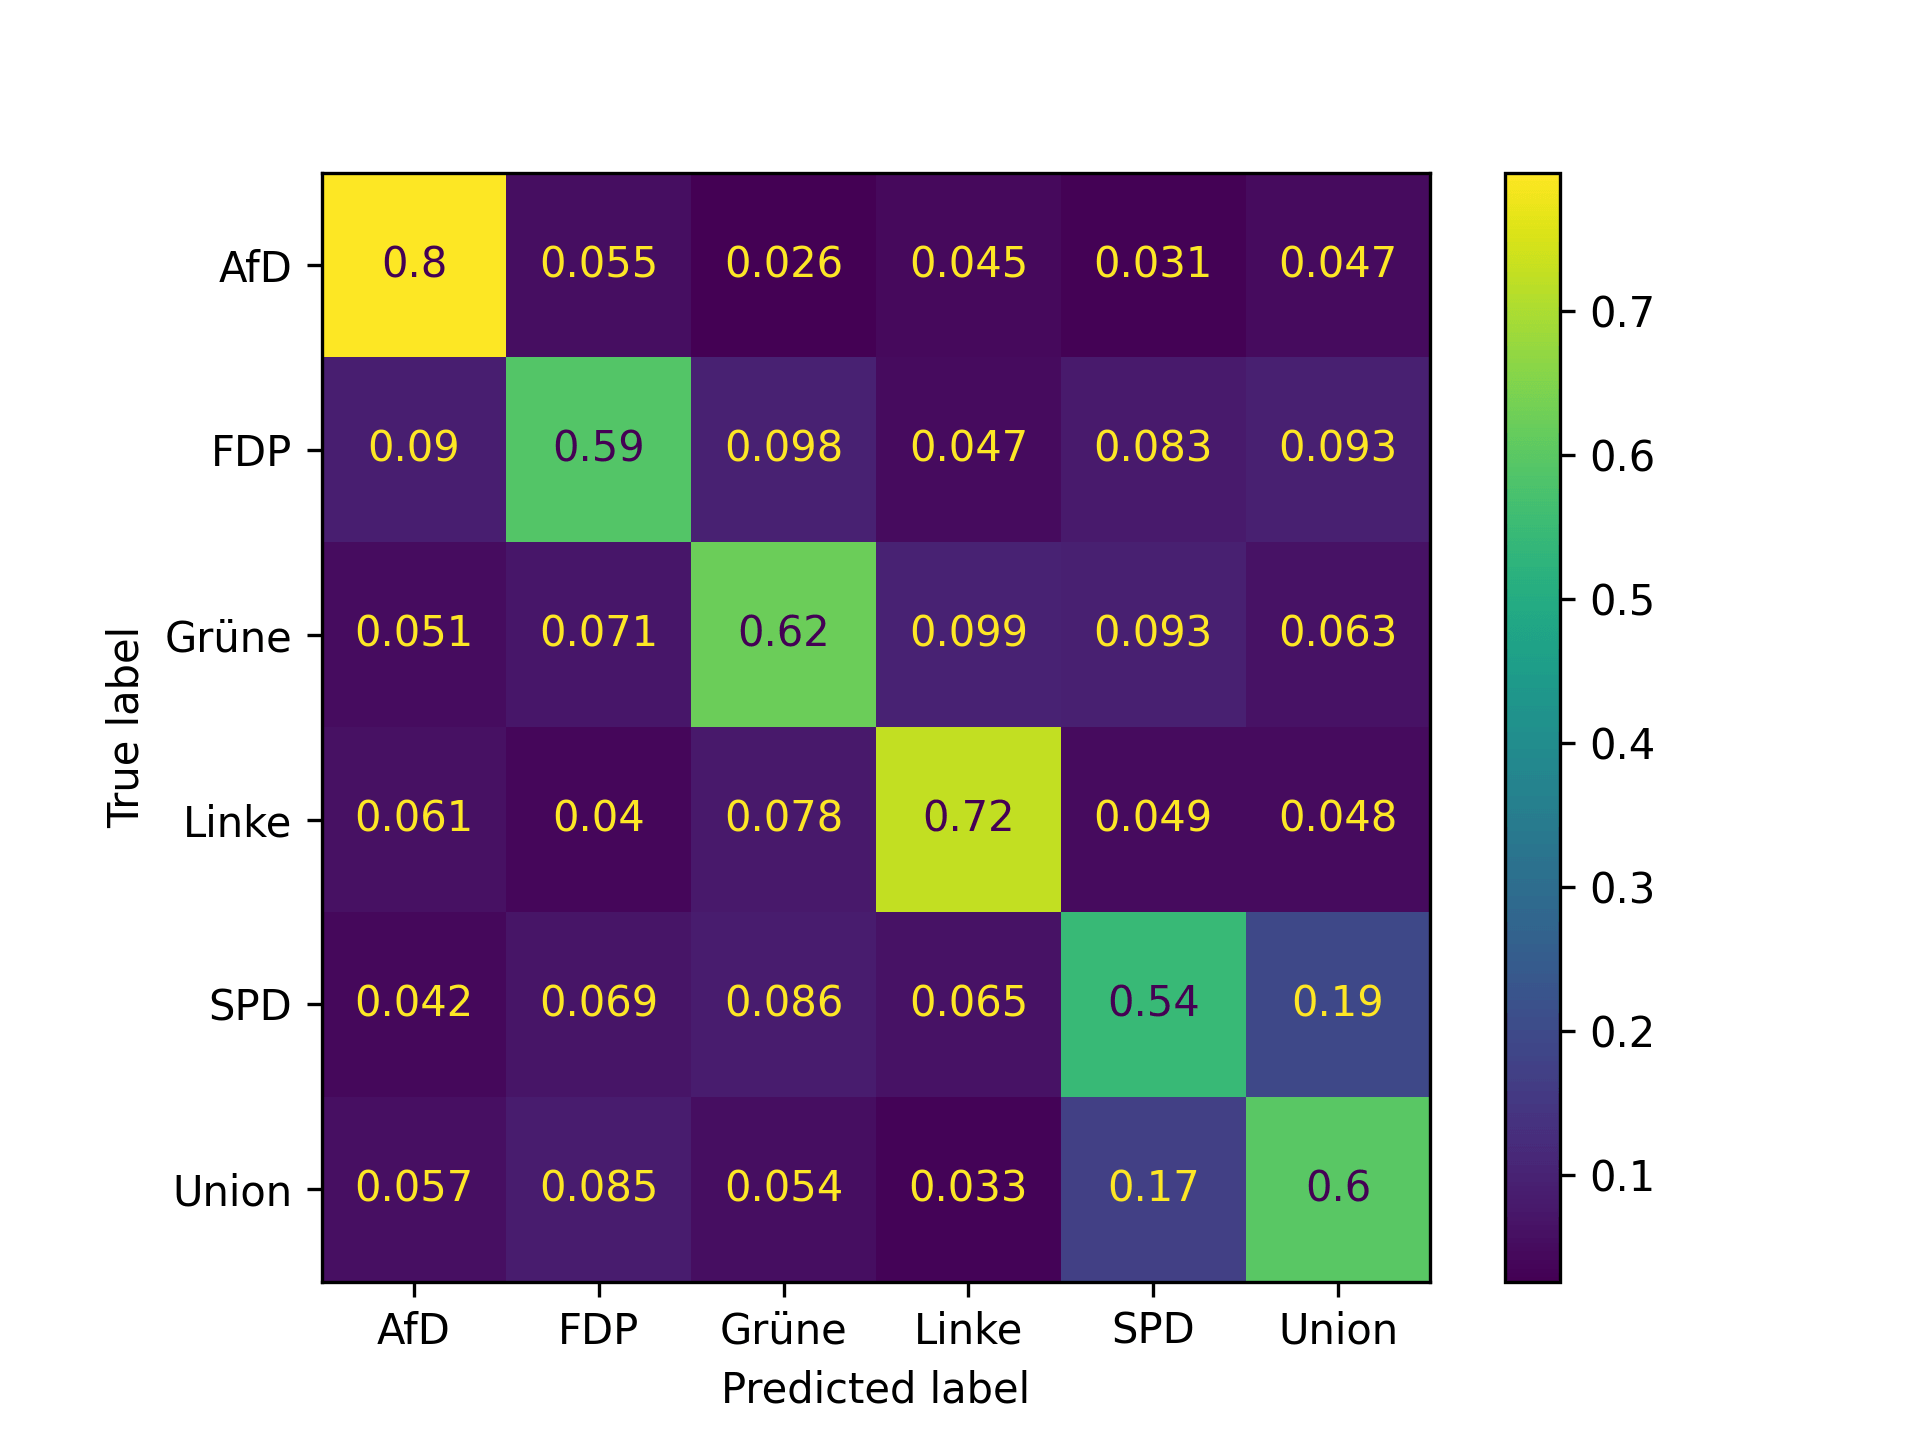 AfD 0.8 0.055 0.026 0.045 0.031 0.047
FDP 0.09 0.59 0.098 0.047 0.083 0.093
Grüne 0.051 0.071 0.62 0.099 0.093 0.063
Linke 0.061 0.04 0.078 0.72 0.049 0.048
SPD 0.042 0.069 0.086 0.065 0.54 0.19
Union 0.057 0.085 0.054 0.033 0.17 0.6
AfD FDP Grüne Linke SPD Union
Predicted label
True label
0.7
0.6
0.5
0.4
0.3
0.2
0.1